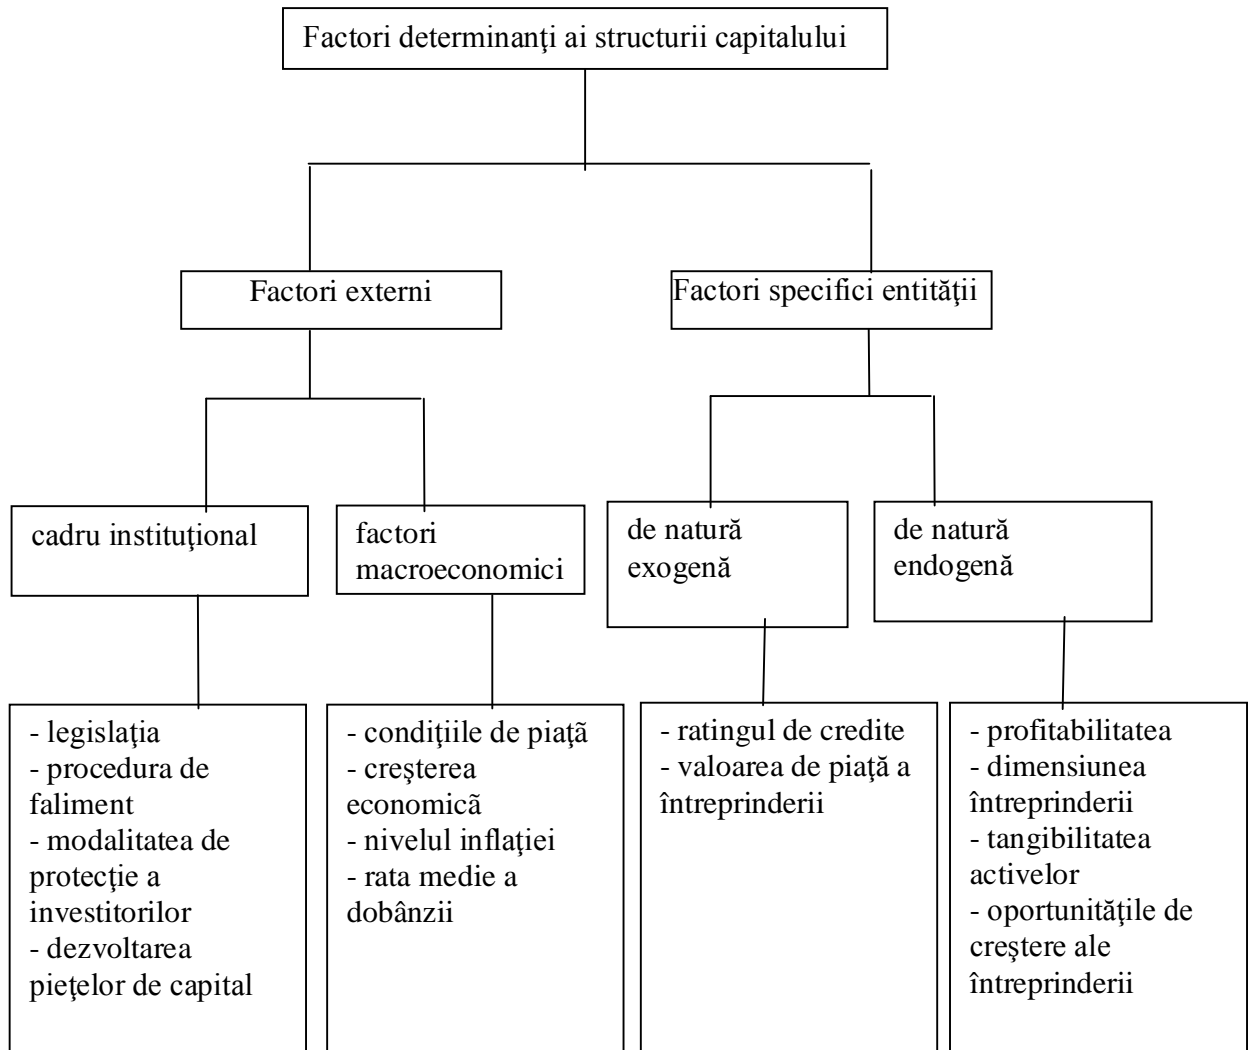 Factori determinanţi ai structurii capitalului
Factori externi
Factori specifici entităţii
cadru instituţional
factori
macroeconomici
de natură
exogenă
de natură
endogenă
- legislaţia
- procedura de
faliment
- modalitatea de
protecţie a
investitorilor
- dezvoltarea
pieţelor de capital
- condiţiile de piaţã
- creşterea
economicã
- nivelul inflaţiei
- rata medie a
dobânzii
- ratingul de credite
- valoarea de piaţă a
întreprinderii
- profitabilitatea
- dimensiunea
întreprinderii
- tangibilitatea
activelor
- oportunităţile de
creştere ale
întreprinderii